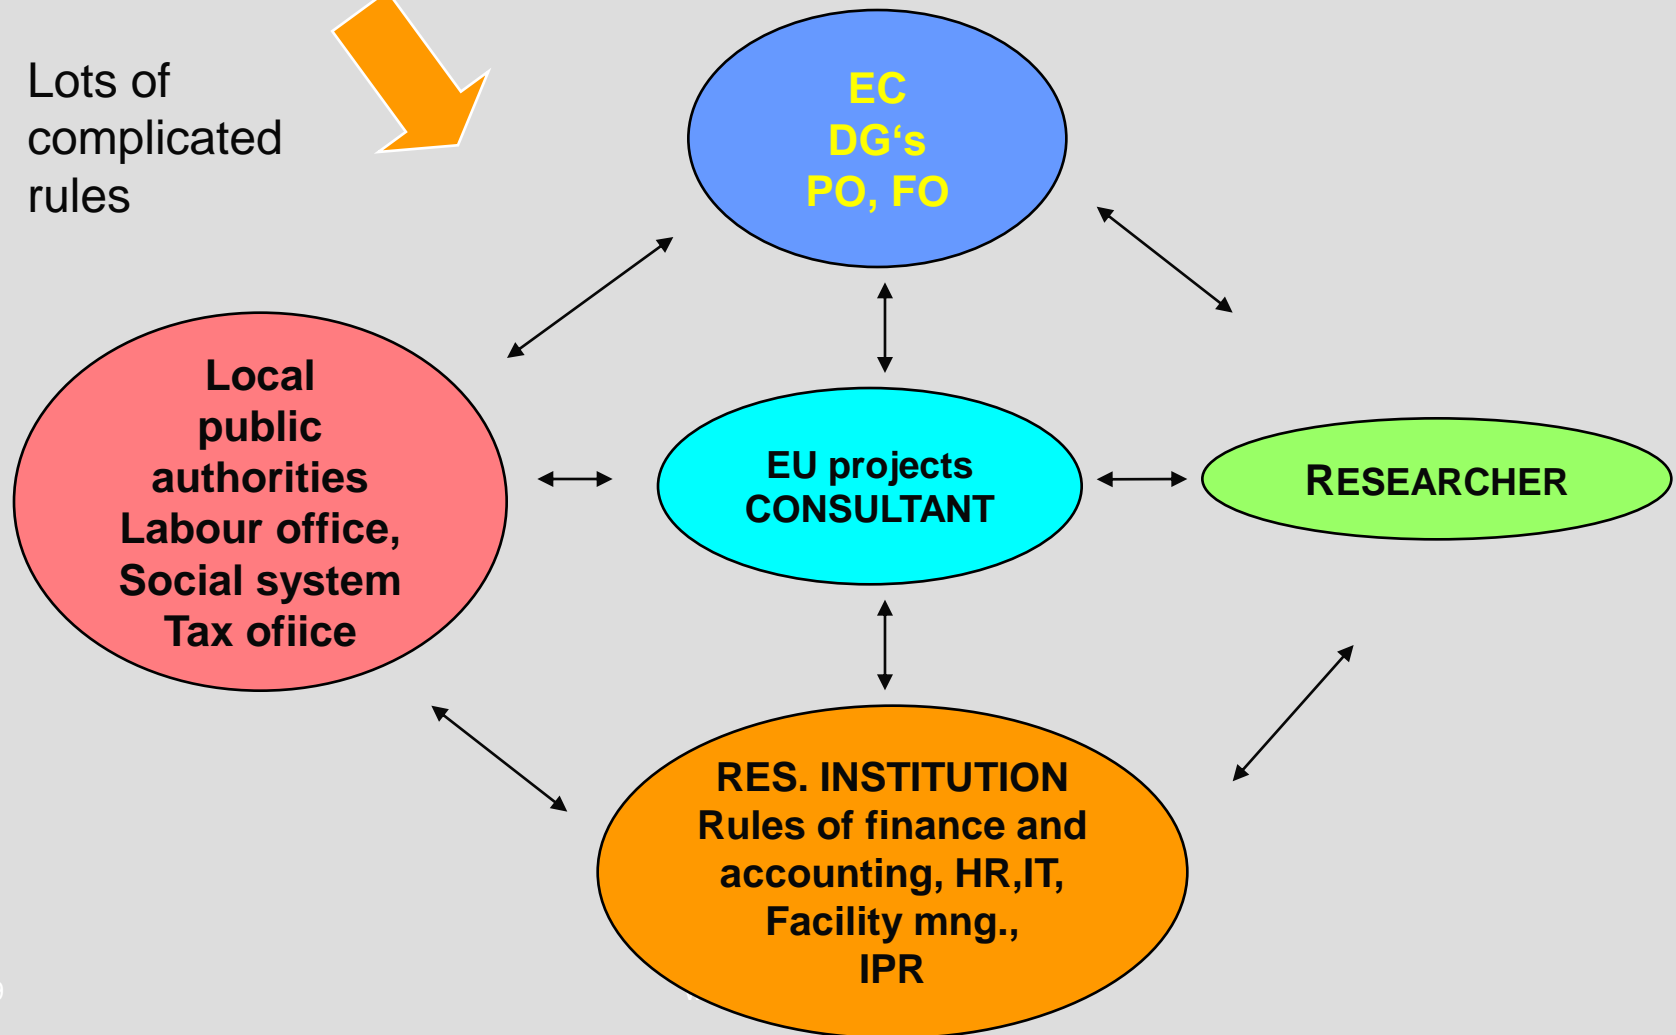 Lots of
complicated
rules
EC
DG‘s
PO, FO
Local
public
authorities
Labour office,
Social system
Tax ofiice
EU projects
CONSULTANT
RESEARCHER
RES. INSTITUTION
Rules of finance and
accounting, HR,IT,
Facility mng.,
IPR